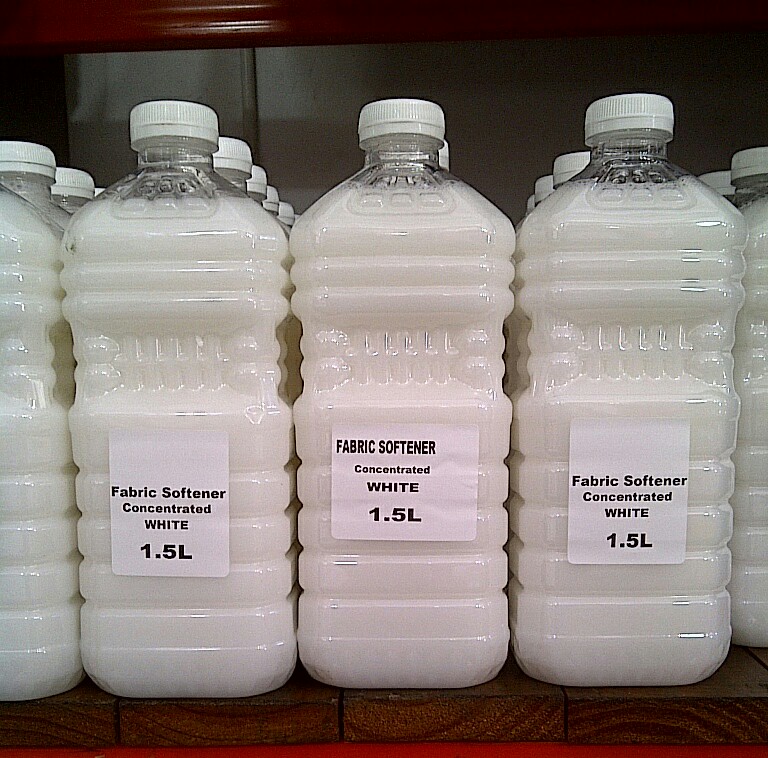 Fabric Softener
Concentrated
WHITE
1.5L
FABRIC SOFTENER
Concentrated
WHITE
1.5L
Fabric Softener
Concentrated
WHITE
1.5L